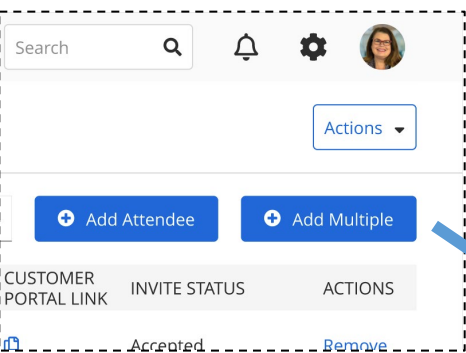 Search
Actions
Add Attendee
Add Multiple
CUSTOMER
PORTAL LINK
INVITE STATUS
ACTIONS
Accepted
Remove